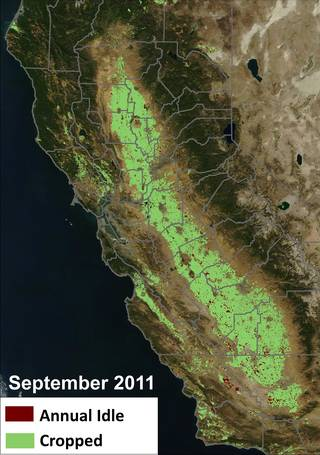 September 2011
Annual Idle
Cropped